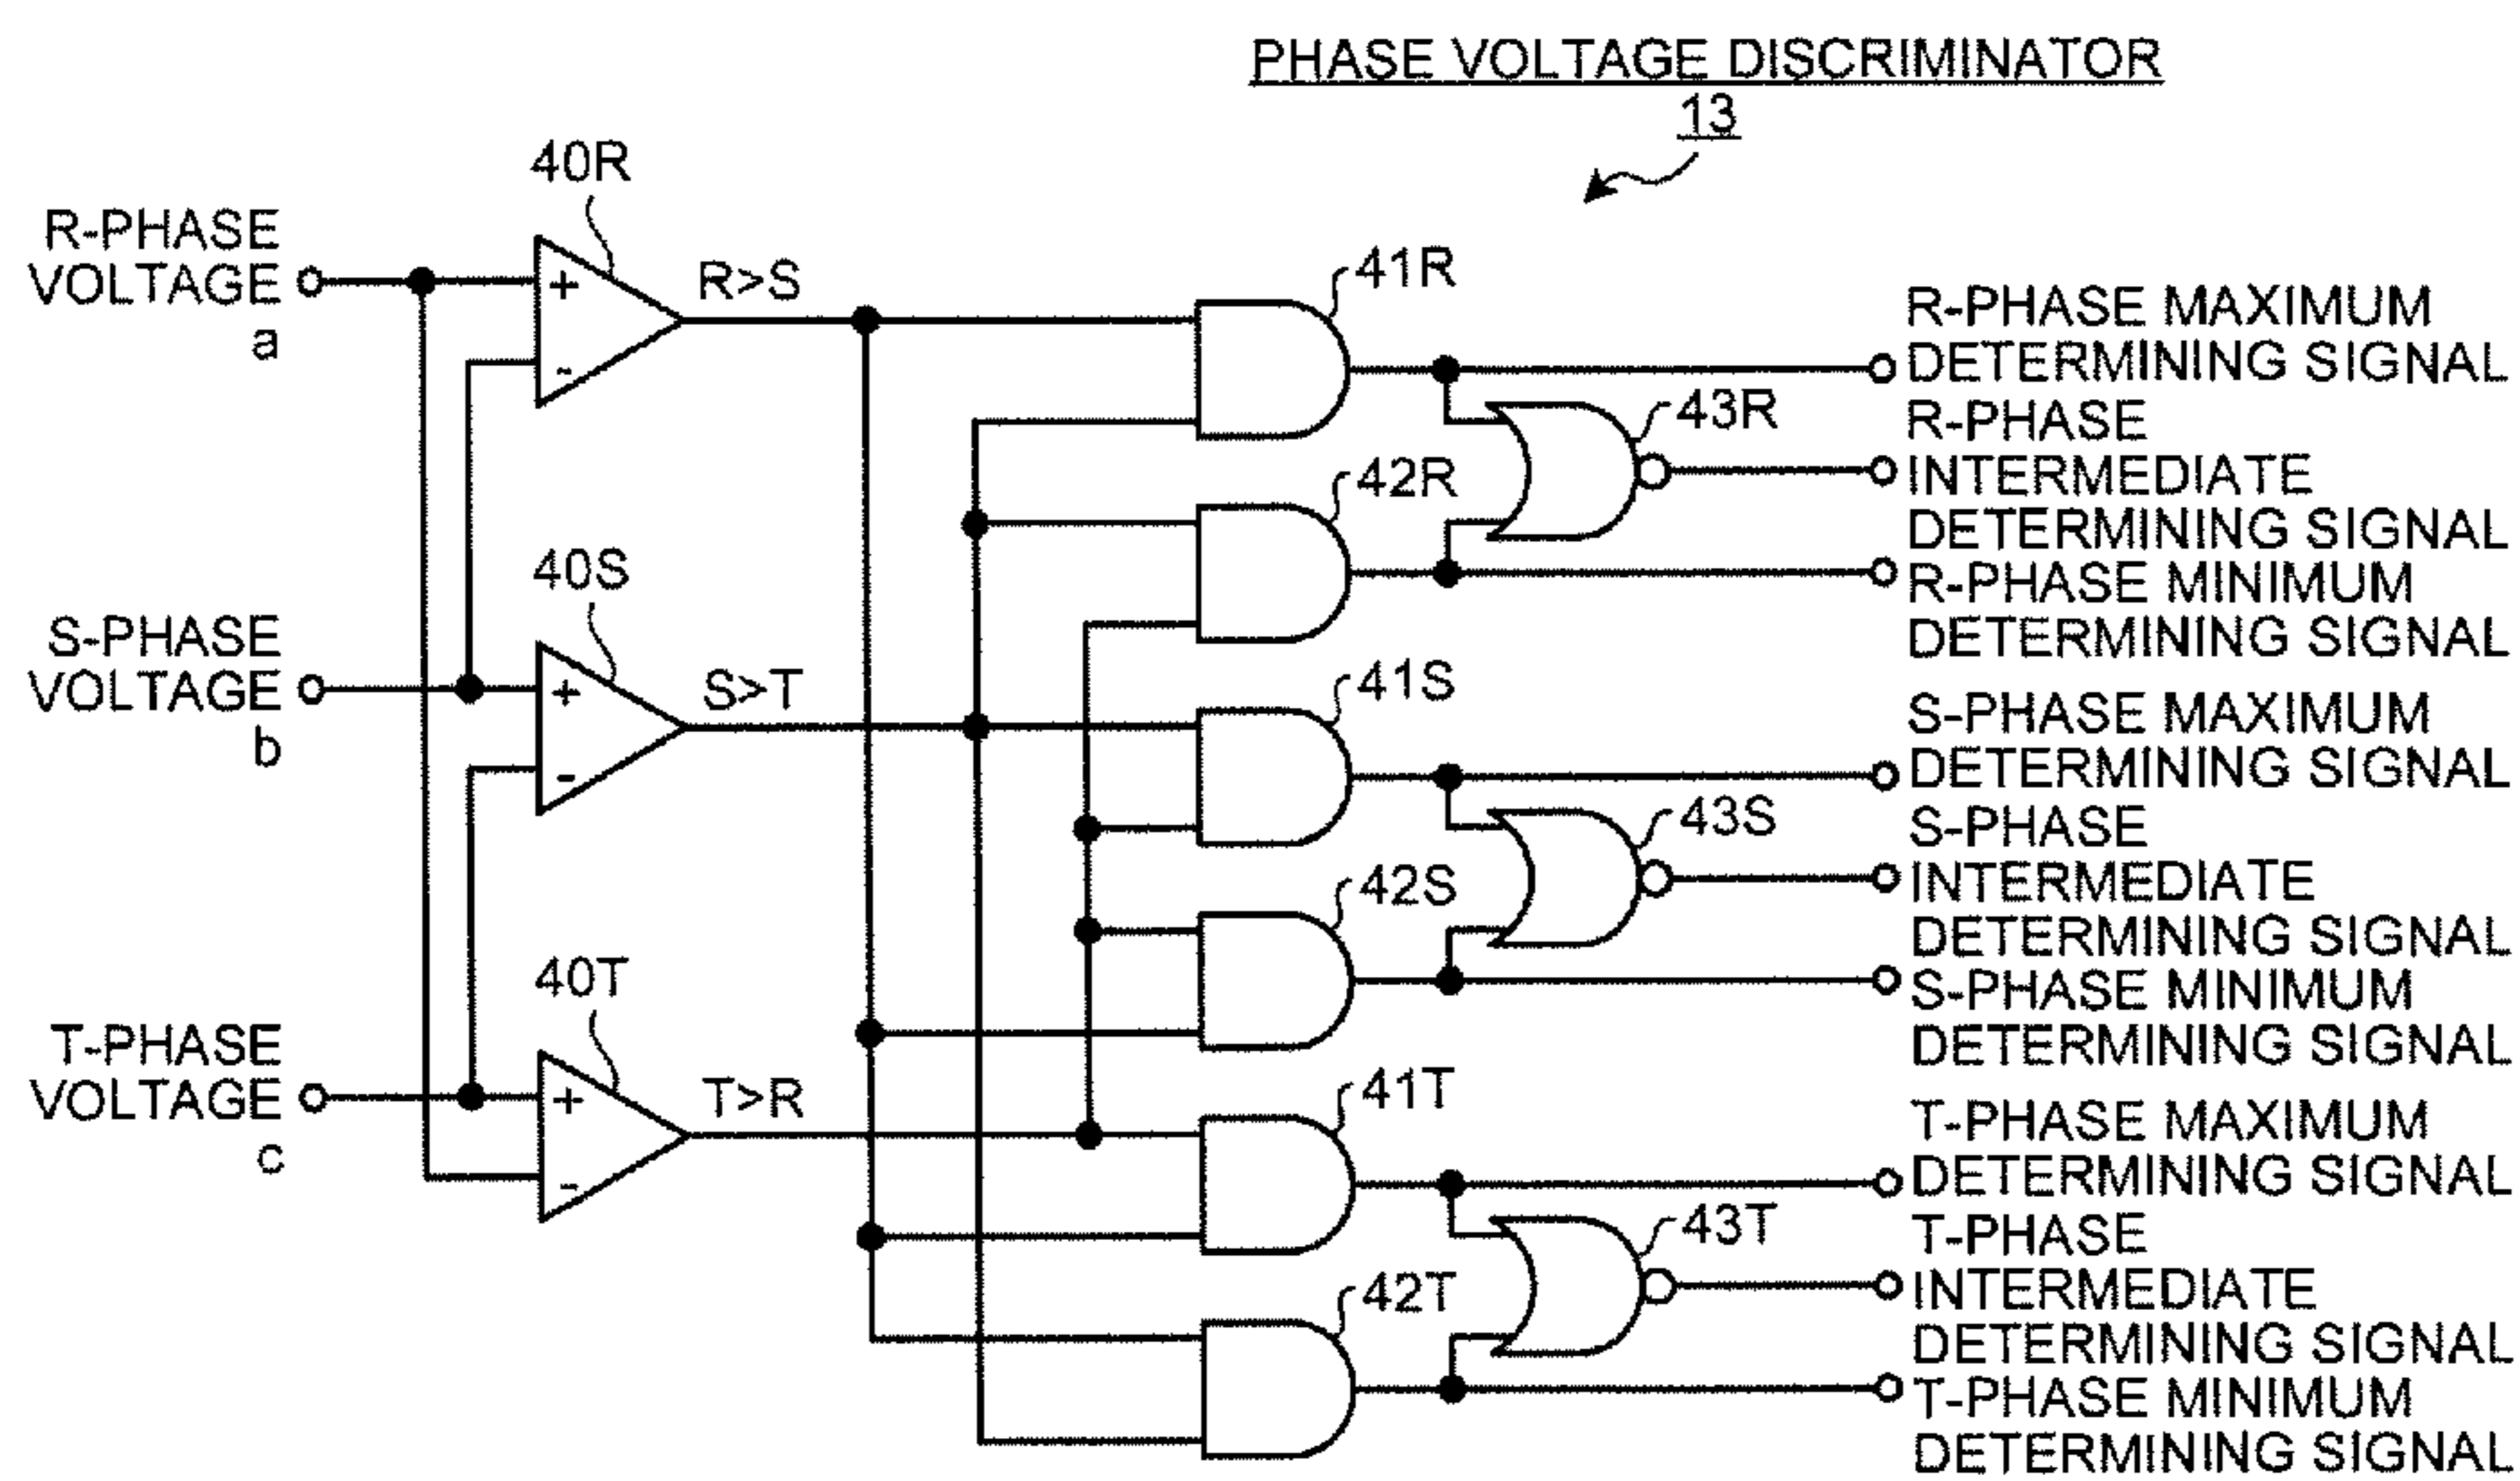 PHASE VOLTAGE DISCRIMINATOR
13
40R
R-PHASE
VOLTAGE
a
+
-
R>S
41R
R-PHASE MAXIMUM
DETERMINING SIGNAL
43R
R-PHASE
INTERMEDIATE
DETERMINING SIGNAL
42R
R-PHASE MINIMUM
DETERMINING SIGNAL
40S
S-PHASE
VOLTAGE
b
+
-
S>T
41S
S-PHASE MAXIMUM
DETERMINING SIGNAL
43S
S-PHASE
INTERMEDIATE
DETERMINING SIGNAL
42S
S-PHASE MINIMUM
DETERMINING SIGNAL
40T
T-PHASE
VOLTAGE
c
+
-
T>R
41T
T-PHASE MAXIMUM
DETERMINING SIGNAL
43T
T-PHASE
INTERMEDIATE
DETERMINING SIGNAL
42T
T-PHASE MINIMUM
DETERMINING SIGNAL